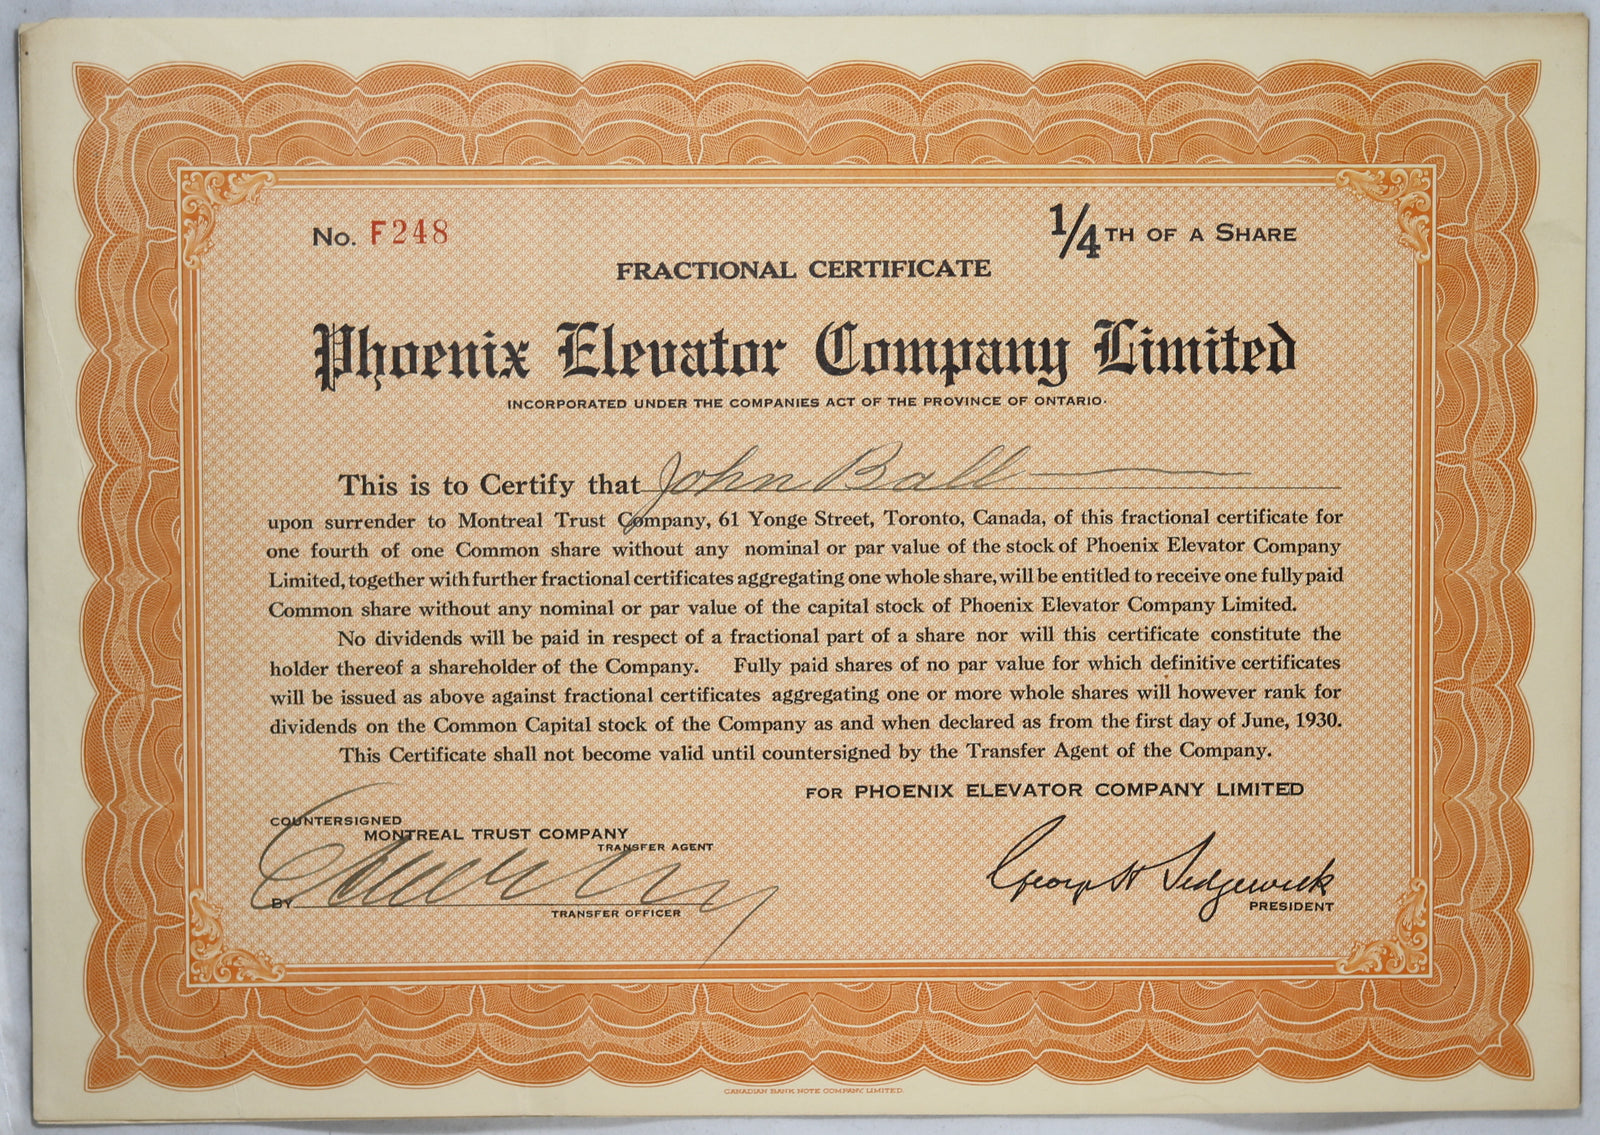 No. F248
1/4TH OF A SHARE
FRACTIONAL CERTIFICATE
Phoenix Elevator Company Limited
INCORPORATED UNDER THE COMPANIES ACT OF THE PROVINCE OF ONTARIO.
This is to Certify that John Ball
upon surrender to Montreal Trust Company, 61 Yonge Street, Toronto, Canada, of this fractional certificate for
one fourth of one Common share without any nominal or par value of the stock of Phoenix Elevator Company
Limited, together with further fractional certificates aggregating one whole share, will be entitled to receive one fully paid
Common share without any nominal or par value of the capital stock of Phoenix Elevator Company Limited.
No dividends will be paid in respect of a fractional part of a share nor will this certificate constitute the
holder thereof a shareholder of the Company. Fully paid shares of no par value for which definitive certificates
will be issued as above against fractional certificates aggregating one or more whole shares will however rank for
dividends on the Common Capital stock of the Company as and when declared as from the first day of June, 1930.
This Certificate shall not become valid until countersigned by the Transfer Agent of the Company.
FOR PHOENIX ELEVATOR COMPANY LIMITED
COUNTERSIGNED
MONTREAL TRUST COMPANY
TRANSFER AGENT
BY
TRANSFER OFFICER
George H Sedgewick
PRESIDENT
CANADIAN BANK NOTE COMPANY, LIMITED.